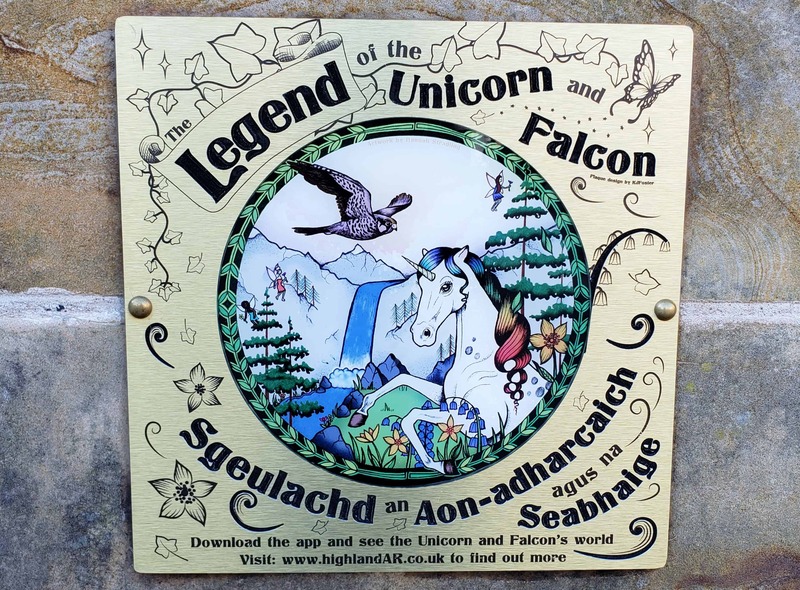 The Legend of the Unicorn and Falcon
Plaque design by KJFoster
Sgeulachd an Aon-adharcaich agus na Seabhaige
Download the app and see the Unicorn and Falcon's world
Visit: www.highlandAR.co.uk to find out more